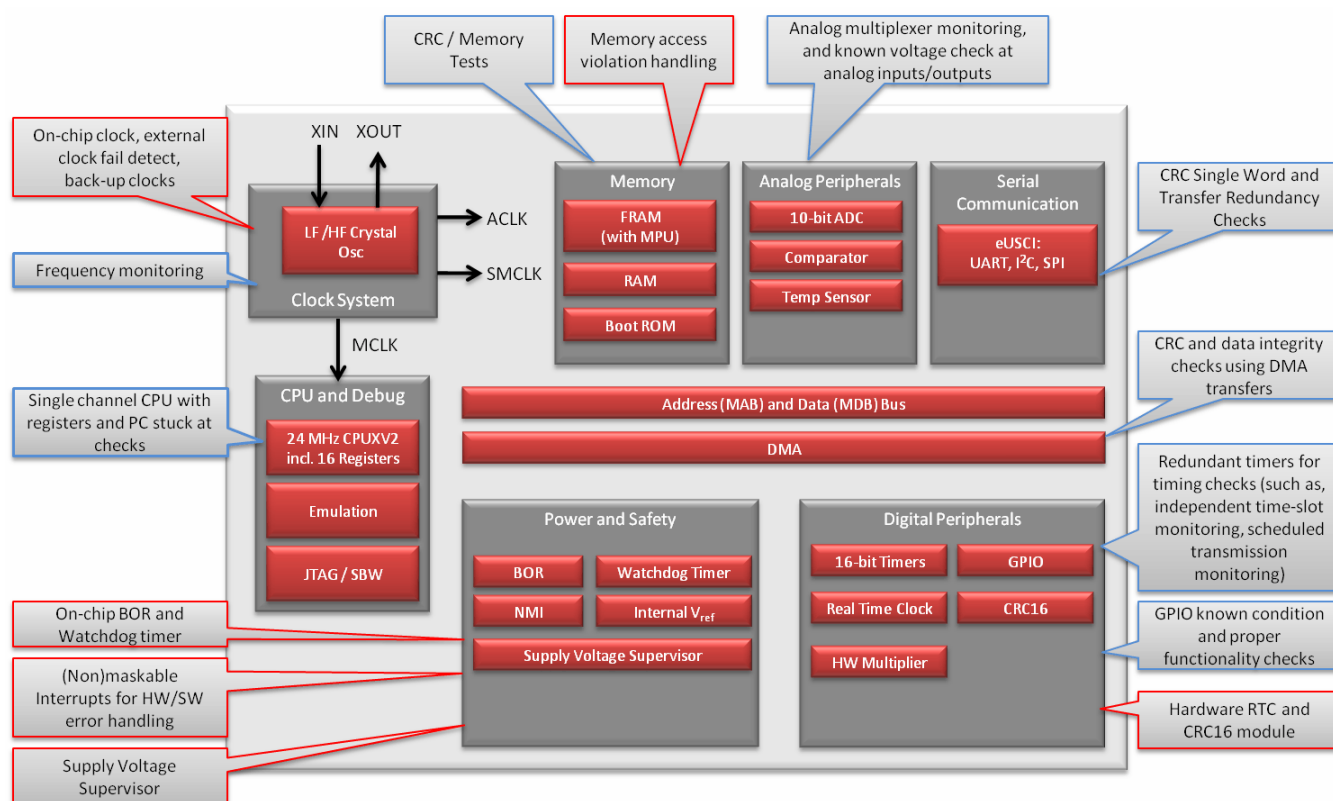 CRC / Memory
Tests
Memory access
violation handling
Analog multiplexer monitoring,
and known voltage check at
analog inputs/outputs
On-chip clock, external
clock fail detect,
back-up clocks
XIN
XOUT
LF /HF Crystal
Osc
Clock System
ACLK
SMCLK
MCLK
Frequency monitoring
Memory
FRAM
(with MPU)
RAM
Boot ROM
Analog Peripherals
10-bit ADC
Comparator
Temp Sensor
Serial
Communication
eUSCI:
UART, I²C, SPI
CRC Single Word and
Transfer Redundancy
Checks
Single channel CPU with
registers and PC stuck at
checks
CPU and Debug
24 MHz CPUXV2
incl. 16 Registers
Emulation
JTAG / SBW
Address (MAB) and Data (MDB) Bus
DMA
CRC and data integrity
checks using DMA
transfers
Power and Safety
BOR
Watchdog Timer
NMI
Internal Vref
Supply Voltage Supervisor
Digital Peripherals
16-bit Timers
GPIO
Real Time Clock
CRC16
HW Multiplier
Redundant timers for
timing checks (such as,
independent time-slot
monitoring, scheduled
transmission
monitoring)
On-chip BOR and
Watchdog timer
(Non)maskable
Interrupts for HW/SW
error handling
Supply Voltage
Supervisor
GPIO known condition
and proper
functionality checks
Hardware RTC and
CRC16 module